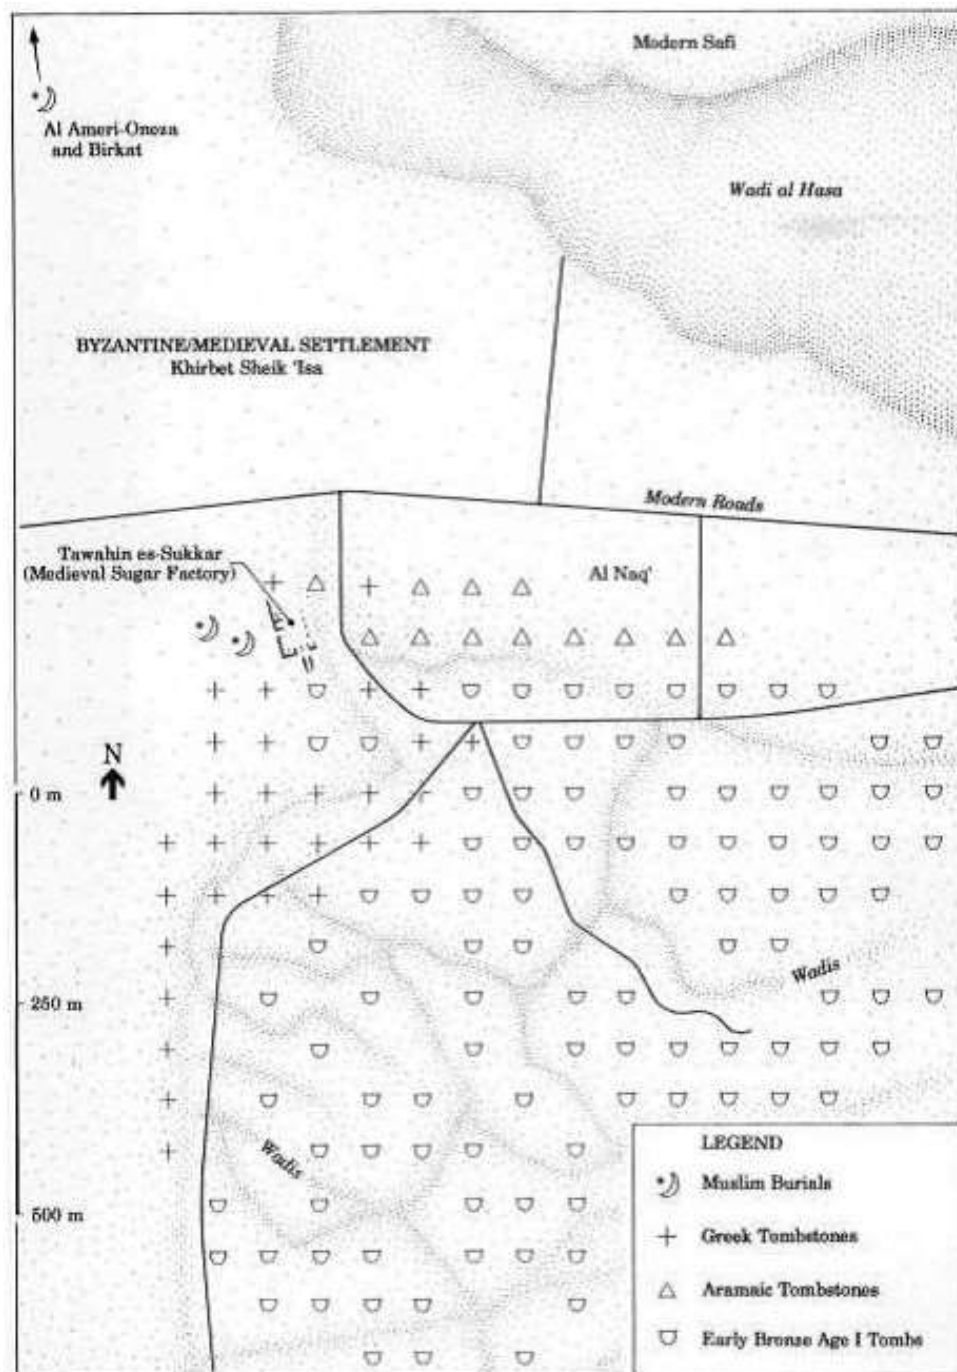 Modern Safi
Al Ameri-Oneza
and Birkat
Wadi al Hasa
BYZANTINE/MEDIEVAL SETTLEMENT
Khirbet Sheik 'Isa
Modern Roads
Tawahin es-Sukkar
(Medieval Sugar Factory)
Al Naq'
N
0 m
Wadis
250 m
Wadis
500 m
LEGEND
Muslim Burials
Greek Tombstones
Aramaic Tombstones
Early Bronze Age I Tombs